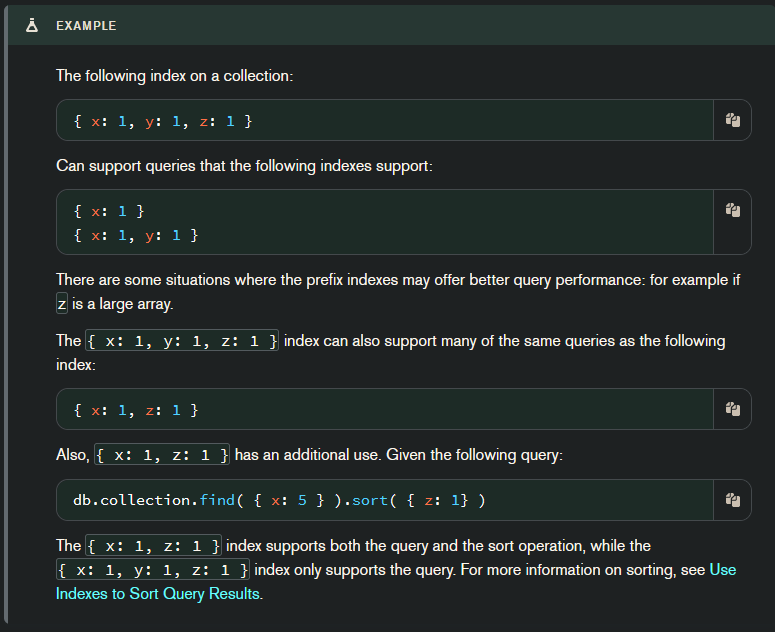 EXAMPLE
The following index on a collection:
{ x: 1, y: 1, z: 1 }
Can support queries that the following indexes support:
{ x: 1 }
{ x: 1, y: 1 }
There are some situations where the prefix indexes may offer better query performance: for example if
z is a large array.
The { x: 1, y: 1, z: 1 } index can also support many of the same queries as the following
index:
{ x: 1, z: 1 }
Also, { x: 1, z: 1 } has an additional use. Given the following query:
db.collection.find( { x: 5 } ).sort( { z: 1} )
The { x: 1, z: 1 } index supports both the query and the sort operation, while the
{ x: 1, y: 1, z: 1 } index only supports the query. For more information on sorting, see Use
Indexes to Sort Query Results.